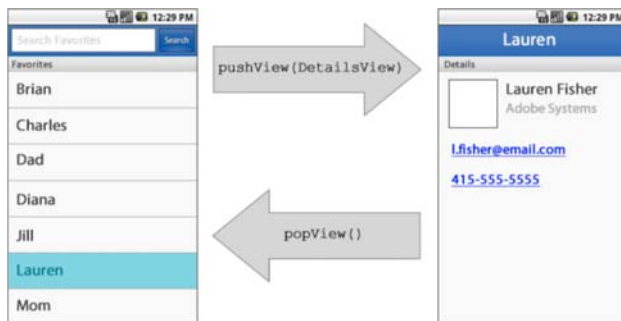 12:29 PM
Search Favorites
Search
Favorites
Brian
Charles
Dad
Diana
Jill
Lauren
Mom
pushView(DetailsView)
popView()
12:29 PM
Lauren
Details
Lauren Fisher
Adobe Systems
l.fisher@email.com
415-555-5555